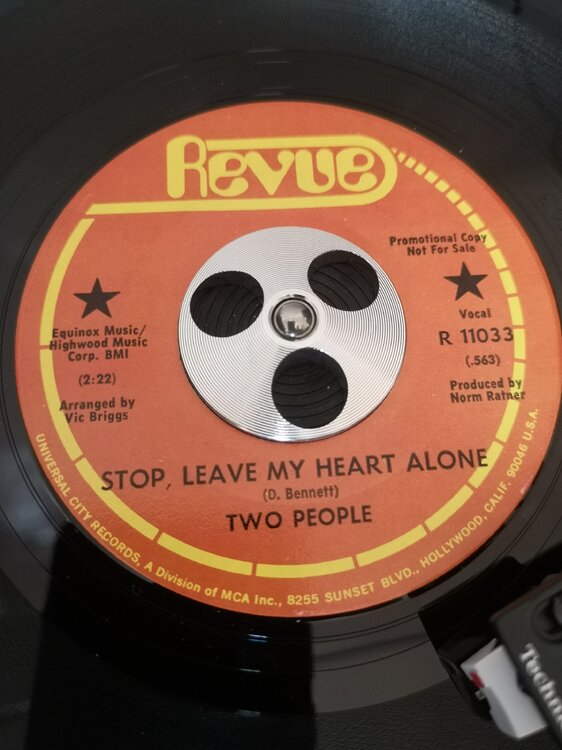 Revue
Promotional Copy
Not For Sale
Equinox Music/
Highwood Music
Corp. BMI
(2:22)
Arranged by
Vic Briggs
Vocal
R 11033
(.563)
Produced by
Norm Ratner
STOP, LEAVE MY HEART ALONE
(D. Bennett)
TWO PEOPLE
UNIVERSAL CITY RECORDS, A Division of MCA Inc., 8255 SUNSET BLVD., HOLLYWOOD, CALIF. 90046 U.S.A.